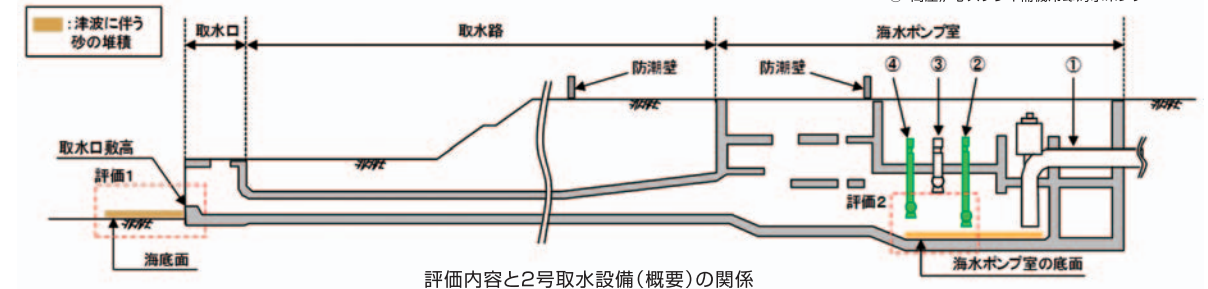 :津波に伴う
砂の堆積
取水口
取水路
海水ポンプ室
防潮壁
防潮壁
④
③
②
①
取水口敷高
評価1
評価2
海底面
海水ポンプ室の底面
評価内容と2号取水設備(概要)の関係